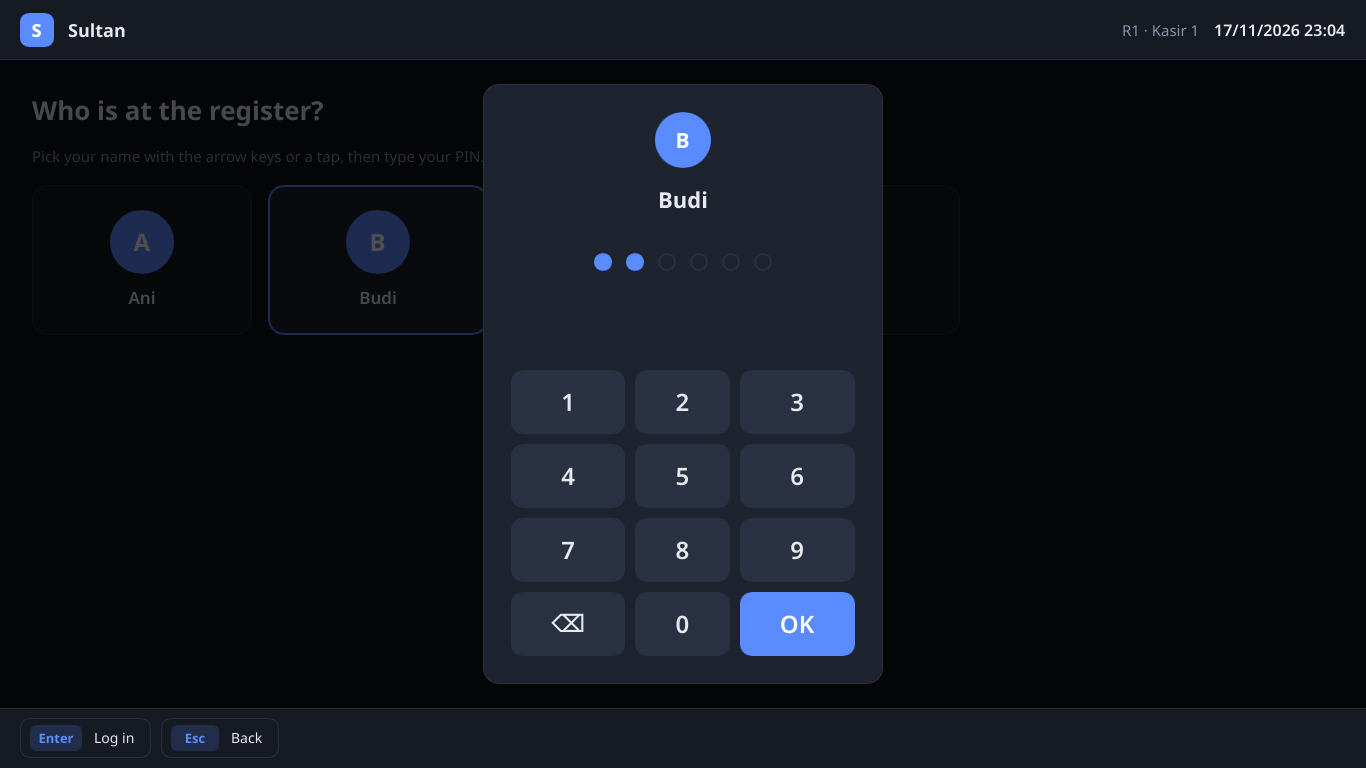 S Sultan
R1 · Kasir 1 17/11/2026 23:04
Who is at the register?
Pick your name with the arrow keys or a tap, then type your PIN.
A
Ani
B
Budi
B
Budi
1 2 3
4 5 6
7 8 9
⌫ 0 OK
Enter Log in Esc Back